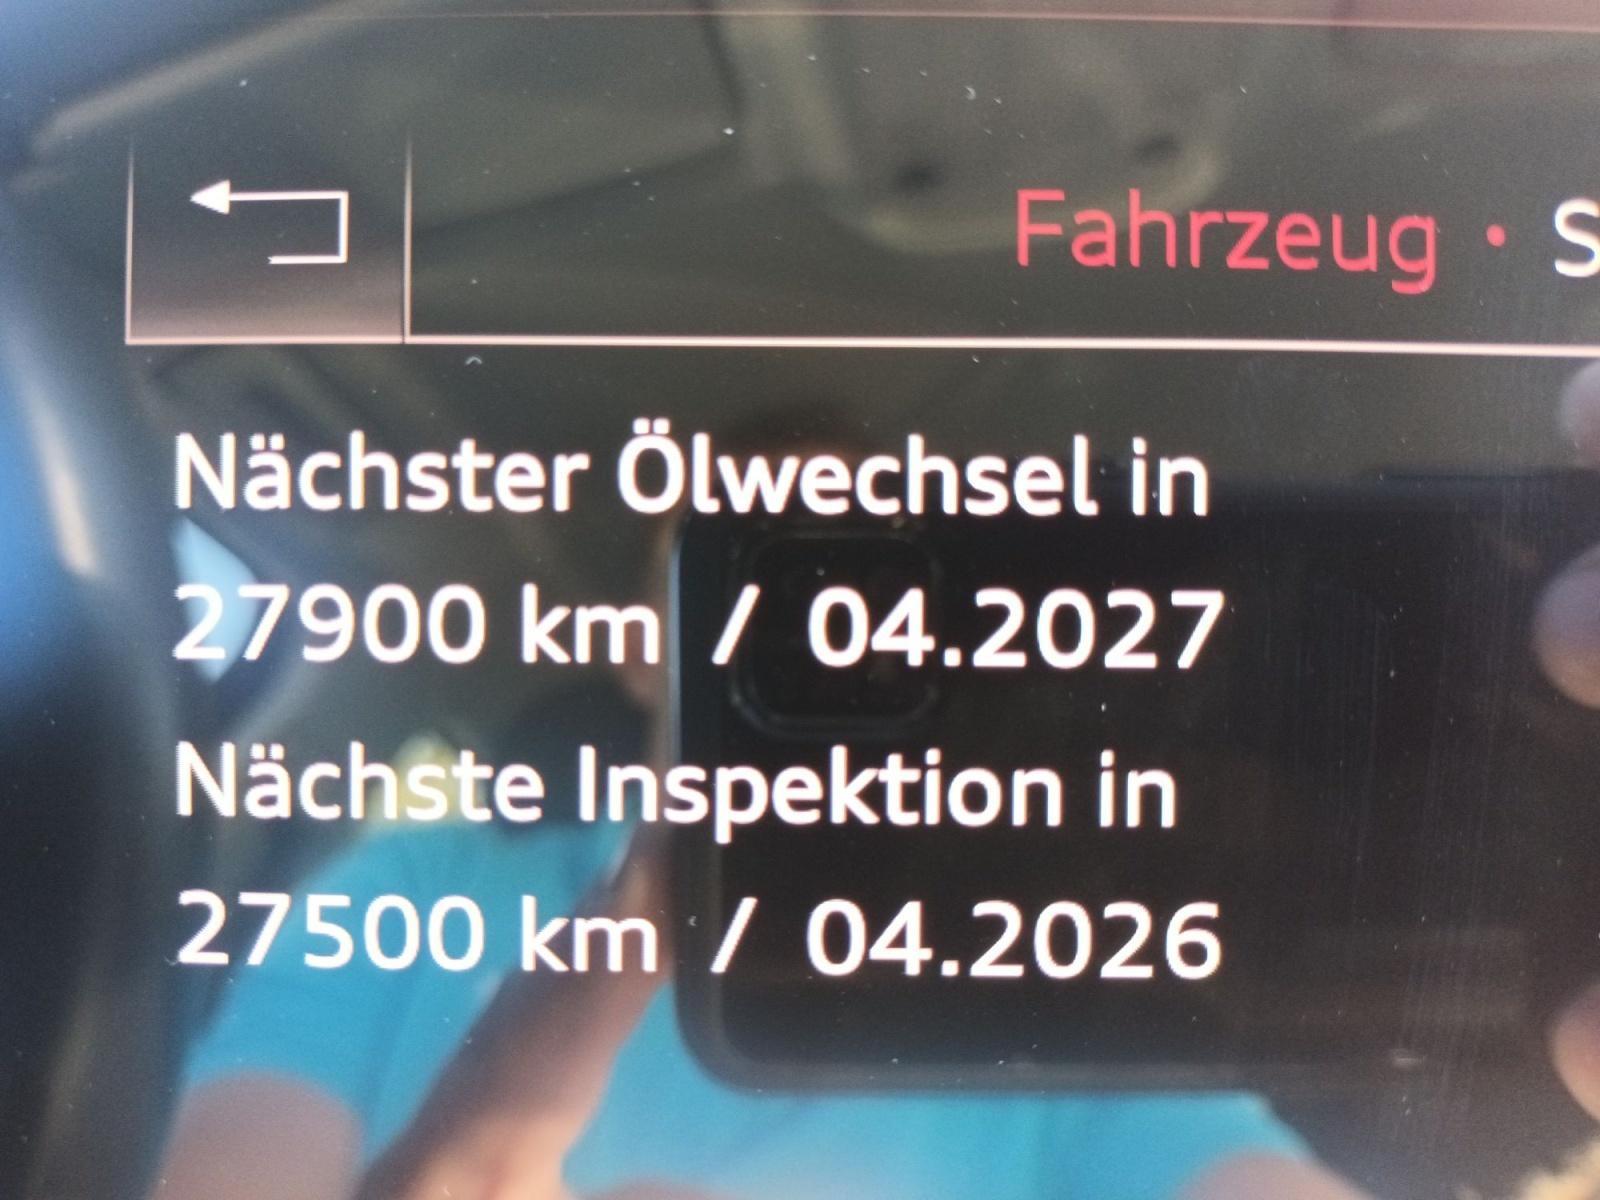 Fahrzeug • S
Nächster Ölwechsel in
27900 km / 04.2027
Nächste Inspektion in
27500 km / 04.2026